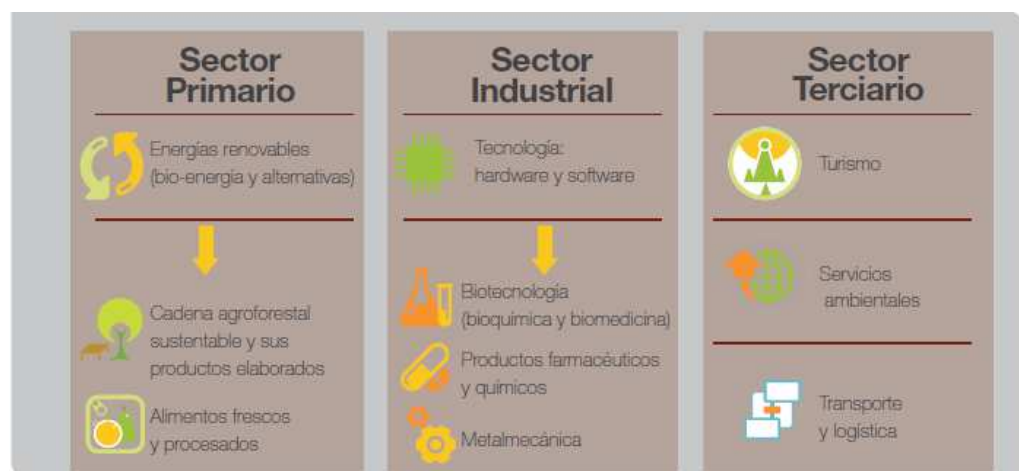 Sector
Primario
Energías renovables
(bio-energía y alternativas)
Cadena agroforestal
sustentable y sus
productos elaborados
Alimentos frescos
y procesados
Sector
Industrial
Tecnología:
hardware y software
Biotecnología
(bioquímica y biomedicina)
Productos farmacéuticos
y químicos
Metalmecánica
Sector
Terciario
Turismo
Servicios
ambientales
Transporte
y logística